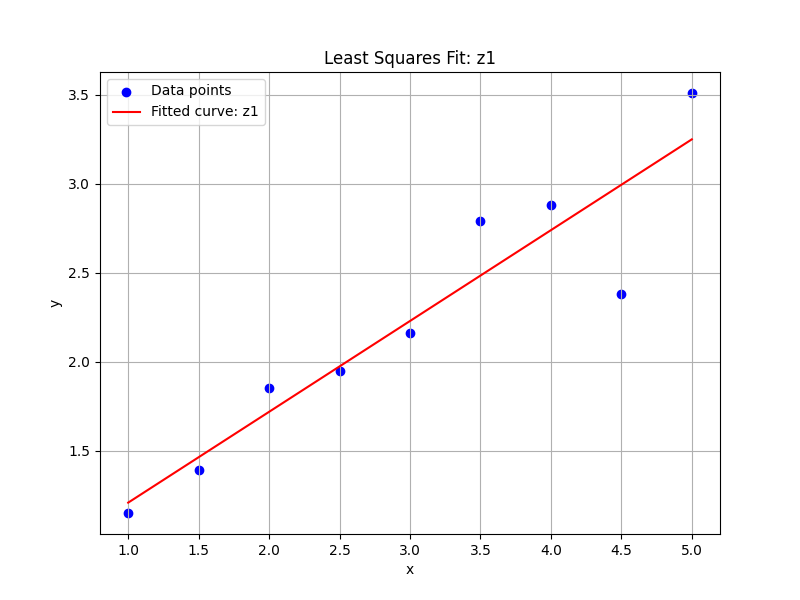 Least Squares Fit: z1
Data points
Fitted curve: z1
3.5
3.0
2.5
2.0
1.5
y
1.0 1.5 2.0 2.5 3.0 3.5 4.0 4.5 5.0
x